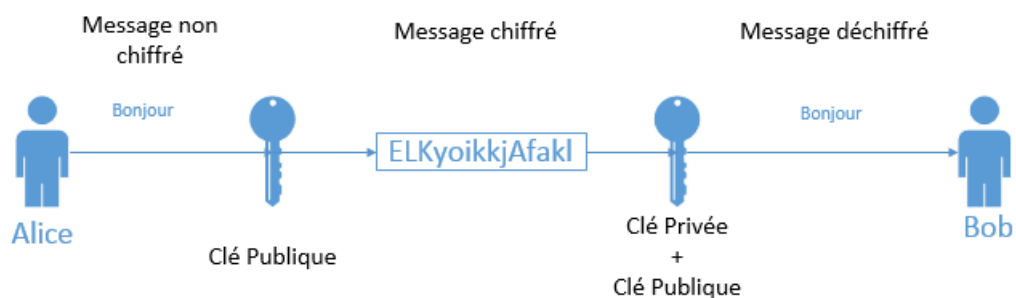 Message non
chiffré
Message chiffré
Message déchiffré
Bonjour
Bonjour
ELKyoikkjAfakl
Alice
Bob
Clé Publique
Clé Privée
+
Clé Publique